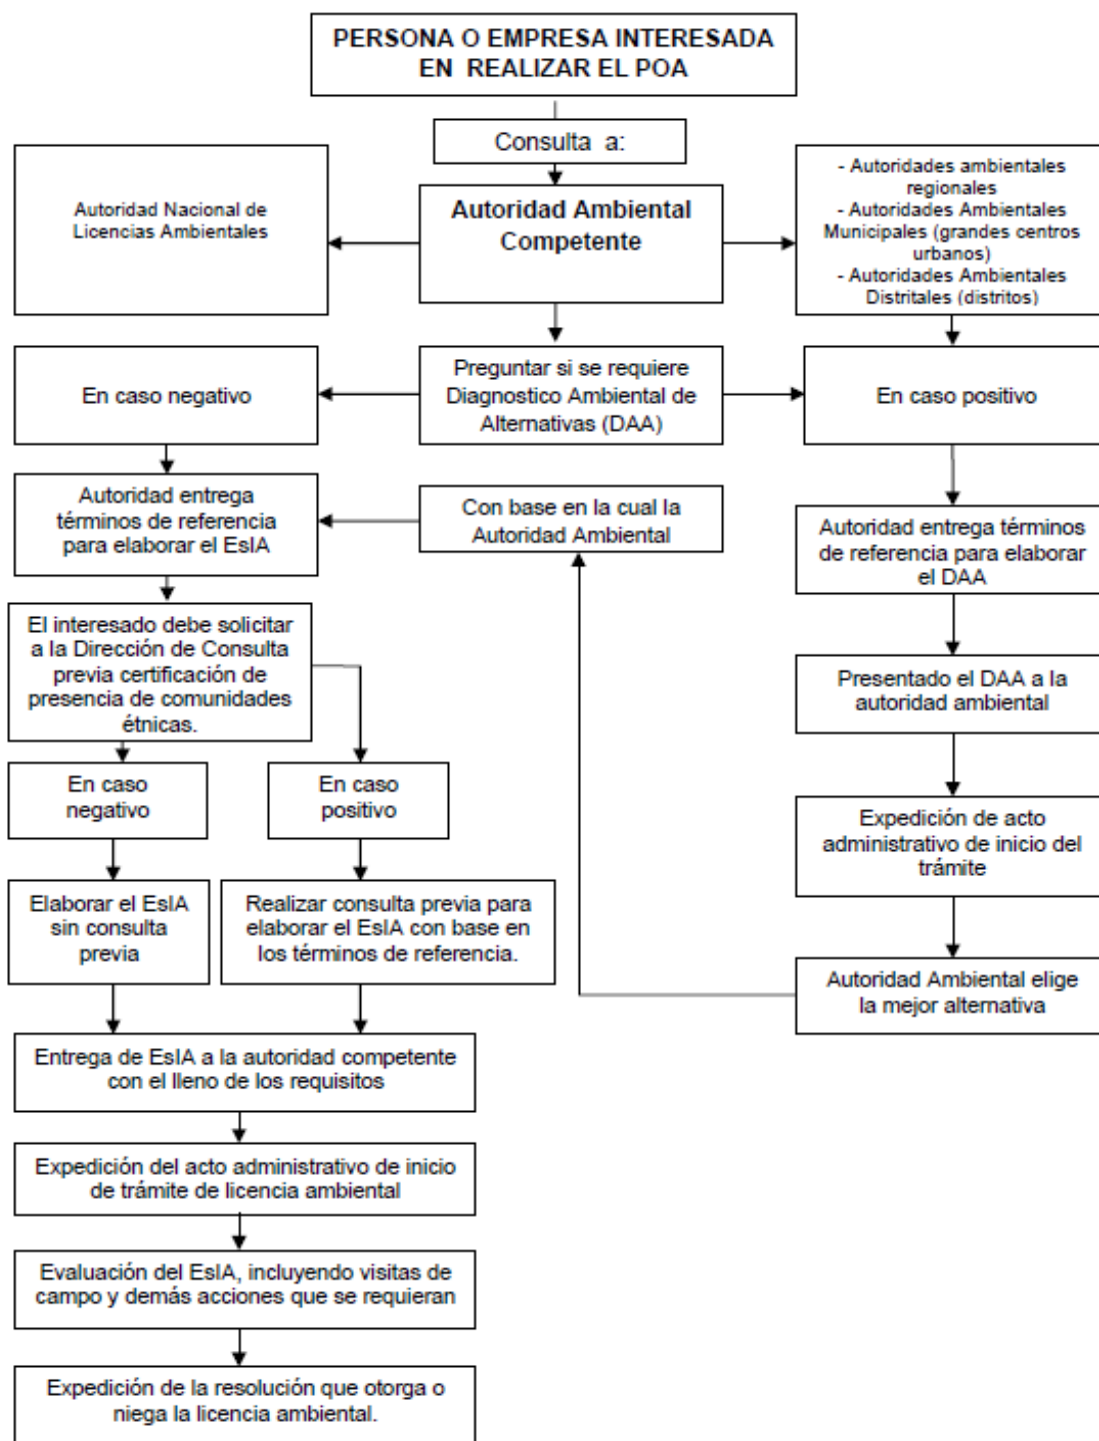 PERSONA O EMPRESA INTERESADA
EN REALIZAR EL POA
Consulta a:
Autoridad Nacional de
Licencias Ambientales
Autoridad Ambiental
Competente
- Autoridades ambientales
regionales
- Autoridades Ambientales
Municipales (grandes centros
urbanos)
- Autoridades Ambientales
Distritales (distritos)
En caso negativo
Preguntar si se requiere
Diagnostico Ambiental de
Alternativas (DAA)
En caso positivo
Autoridad entrega
términos de referencia
para elaborar el EsIA
Con base en la cual la
Autoridad Ambiental
Autoridad entrega términos
de referencia para elaborar
el DAA
El interesado debe solicitar
a la Dirección de Consulta
previa certificación de
presencia de comunidades
étnicas.
Presentado el DAA a la
autoridad ambiental
En caso
negativo
En caso
positivo
Expedición de acto
administrativo de inicio del
trámite
Elaborar el EsIA
sin consulta
previa
Realizar consulta previa para
elaborar el EsIA con base en
los términos de referencia.
Autoridad Ambiental elige
la mejor alternativa
Entrega de EsIA a la autoridad competente
con el lleno de los requisitos
Expedición del acto administrativo de inicio
de trámite de licencia ambiental
Evaluación del EsIA, incluyendo visitas de
campo y demás acciones que se requieran
Expedición de la resolución que otorga o
niega la licencia ambiental.